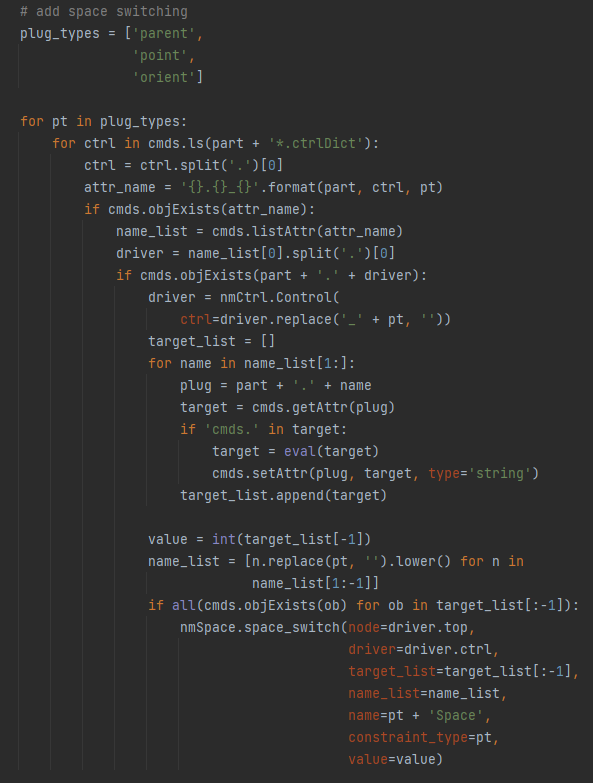 # add space switching
plug_types = ['parent',
              'point',
              'orient']

for pt in plug_types:
    for ctrl in cmds.ls(part + '*.ctrlDict'):
        ctrl = ctrl.split('.')[0]
        attr_name = '{}.{}_{}'.format(part, ctrl, pt)
        if cmds.objExists(attr_name):
            name_list = cmds.listAttr(attr_name)
            driver = name_list[0].split('.')[0]
            if cmds.objExists(part + '.' + driver):
                driver = nmCtrl.Control(
                    ctrl=driver.replace('_' + pt, ''))
                target_list = []
                for name in name_list[1:]:
                    plug = part + '.' + name
                    target = cmds.getAttr(plug)
                    if 'cmds.' in target:
                        target = eval(target)
                        cmds.setAttr(plug, target, type='string')
                    target_list.append(target)

                value = int(target_list[-1])
                name_list = [n.replace(pt, '').lower() for n in
                             name_list[1:-1]]
                if all(cmds.objExists(ob) for ob in target_list[:-1]):
                    nmSpace.space_switch(node=driver.top,
                                         driver=driver.ctrl,
                                         target_list=target_list[:-1],
                                         name_list=name_list,
                                         name=pt + 'Space',
                                         constraint_type=pt,
                                         value=value)